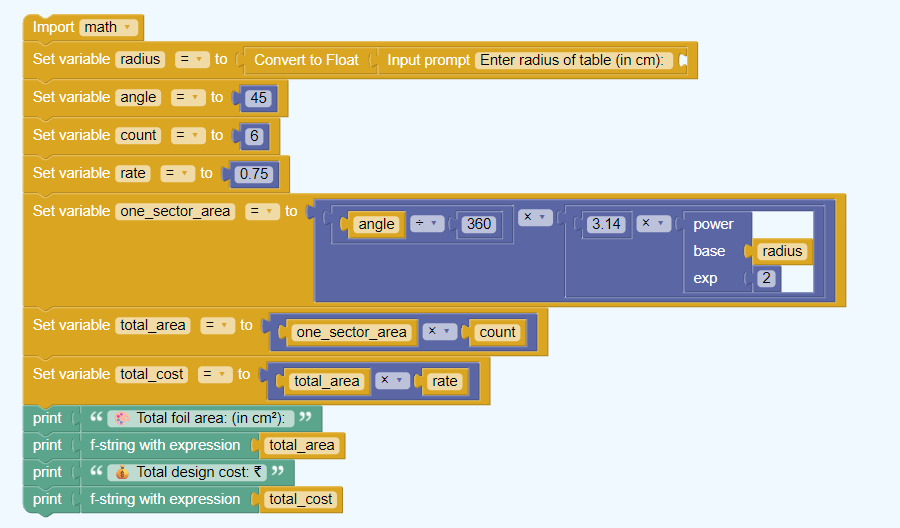 Import math
Set variable radius = to Convert to Float Input prompt Enter radius of table (in cm):
Set variable angle = to 45
Set variable count = to 6
Set variable rate = to 0.75
Set variable one_sector_area = to angle ÷ 360 × 3.14 × power
base radius
exp 2
Set variable total_area = to one_sector_area × count
Set variable total_cost = to total_area × rate
print “ 🎨 Total foil area: (in cm²): ”
print f-string with expression total_area
print “ 💰 Total design cost: ₹ ”
print f-string with expression total_cost